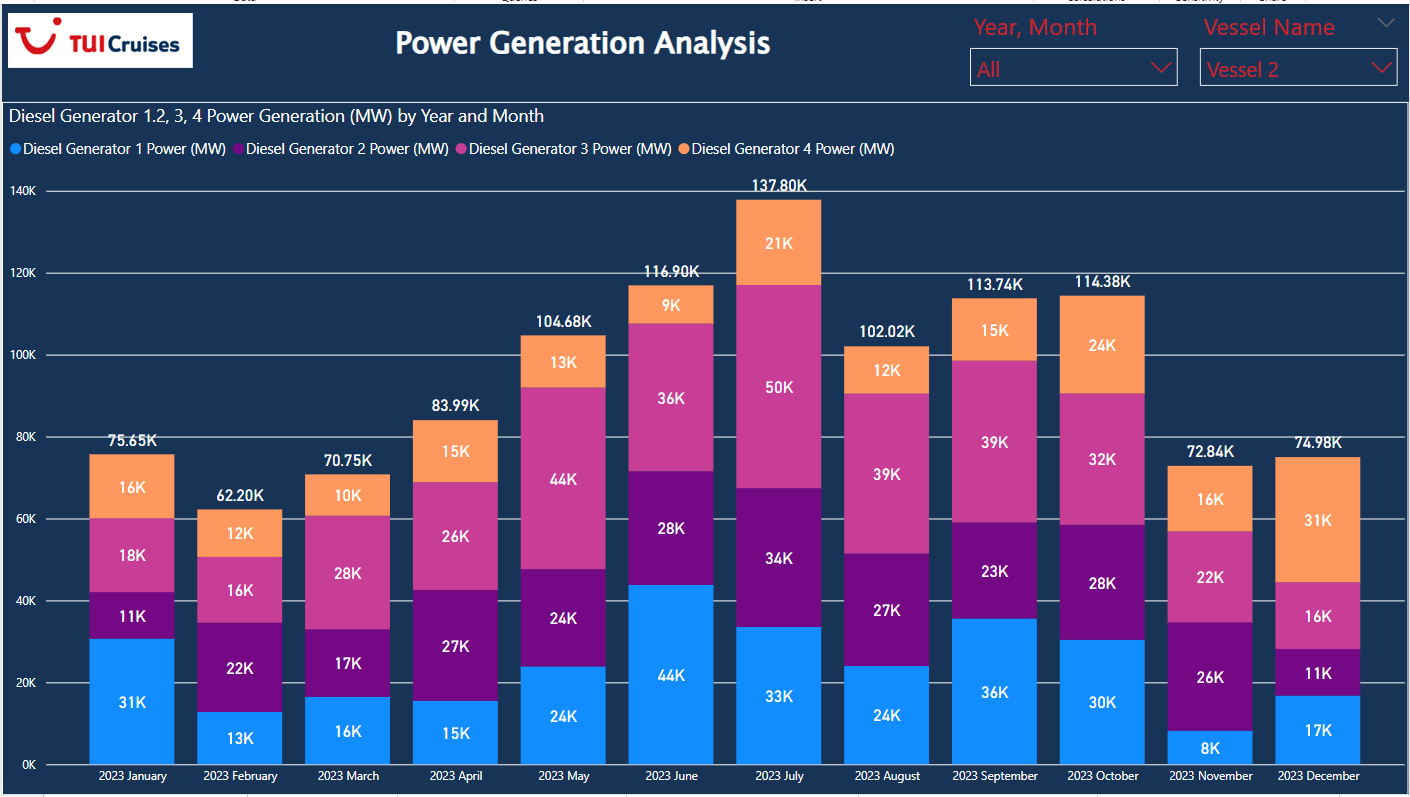 TUI Cruises
Power Generation Analysis
Year, Month
All
Vessel Name
Vessel 2
Diesel Generator 1.2, 3, 4 Power Generation (MW) by Year and Month
Diesel Generator 1 Power (MW) Diesel Generator 2 Power (MW) Diesel Generator 3 Power (MW) Diesel Generator 4 Power (MW)
140K
120K
100K
80K
60K
40K
20K
0K
75.65K
16K
18K
11K
31K
2023 January
62.20K
12K
16K
22K
13K
2023 February
70.75K
10K
28K
17K
16K
2023 March
83.99K
15K
26K
27K
15K
2023 April
104.68K
13K
44K
24K
24K
2023 May
116.90K
9K
36K
28K
44K
2023 June
137.80K
21K
50K
34K
33K
2023 July
102.02K
12K
39K
27K
24K
2023 August
113.74K
15K
39K
23K
36K
2023 September
114.38K
24K
32K
28K
30K
2023 October
72.84K
16K
22K
26K
8K
2023 November
74.98K
31K
16K
11K
17K
2023 December